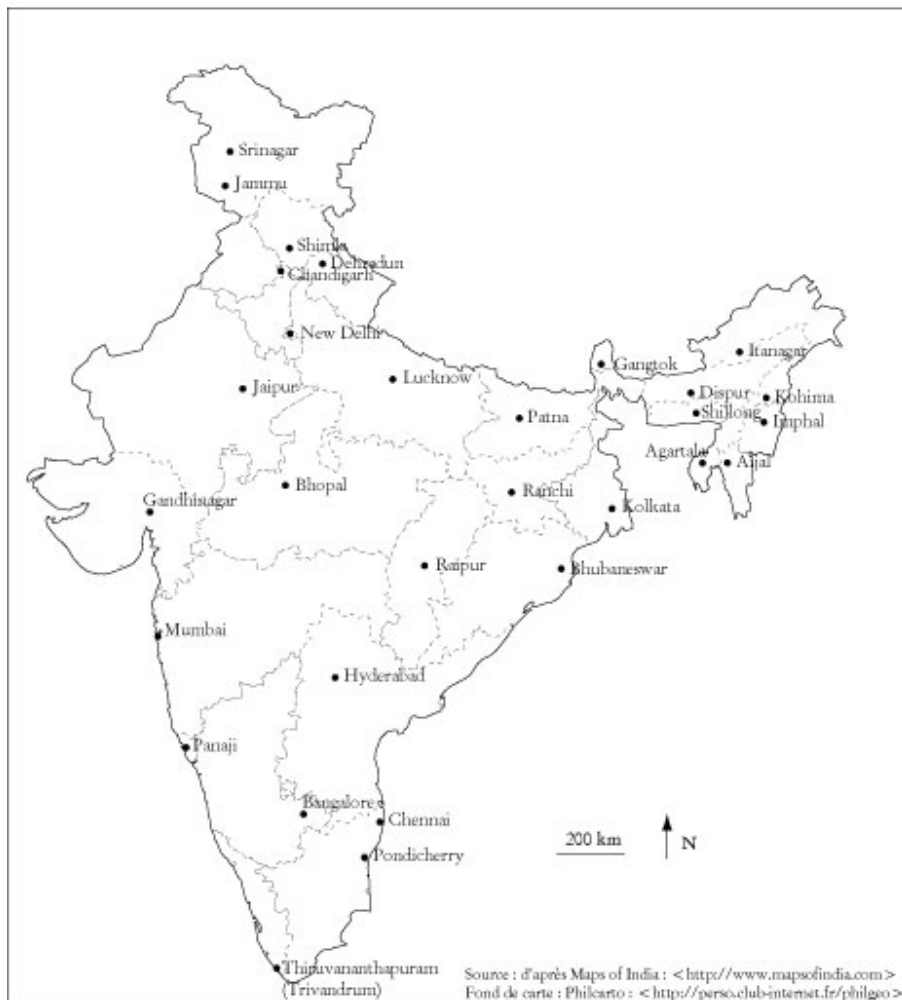 Srinagar
Jammu
Shimla
Dehradun
Chandigarh
New Delhi
Jaipur
Lucknow
Gangtok
Itanagar
Dispur
Kohima
Shillong
Imphal
Patna
Agartala
Aijal
Bhopal
Ranchi
Gandhinagar
Kolkata
Raipur
Bhubaneswar
Mumbai
Hyderabad
Panaji
Bangalore
Chennai
200 km
N
Pondicherry
Thiruvananthapuram
(Trivandrum)
Source : d'après Maps of India : <http://www.mapsofindia.com>
Fond de carte : Philcarto : <http://perso.club-internet.fr/philgeo>